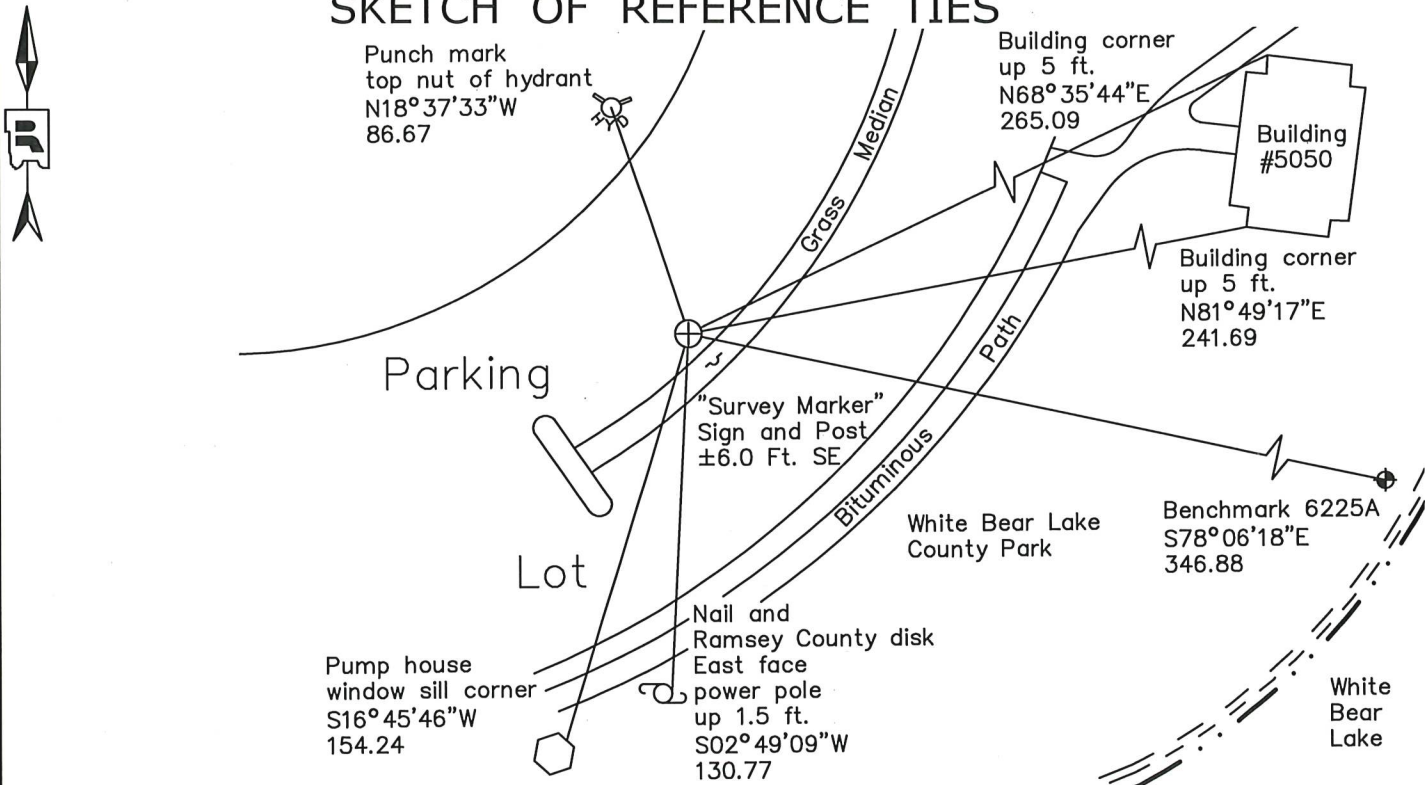 SKETCH OF REFERENCE TIES
Punch mark
top nut of hydrant
N18°37'33"W
86.67
HYD
R
Building corner
up 5 ft.
N68°35'44"E
265.09
Building
#5050
Grass Median
Building corner
up 5 ft.
N81°49'17"E
241.69
Parking
Lot
"Survey Marker"
Sign and Post
±6.0 Ft. SE
Bituminous Path
White Bear Lake
County Park
Benchmark 6225A
S78°06'18"E
346.88
Pump house
window sill corner
S16°45'46"W
154.24
Nail and
Ramsey County disk
East face
power pole
up 1.5 ft.
S02°49'09"W
130.77
White
Bear
Lake